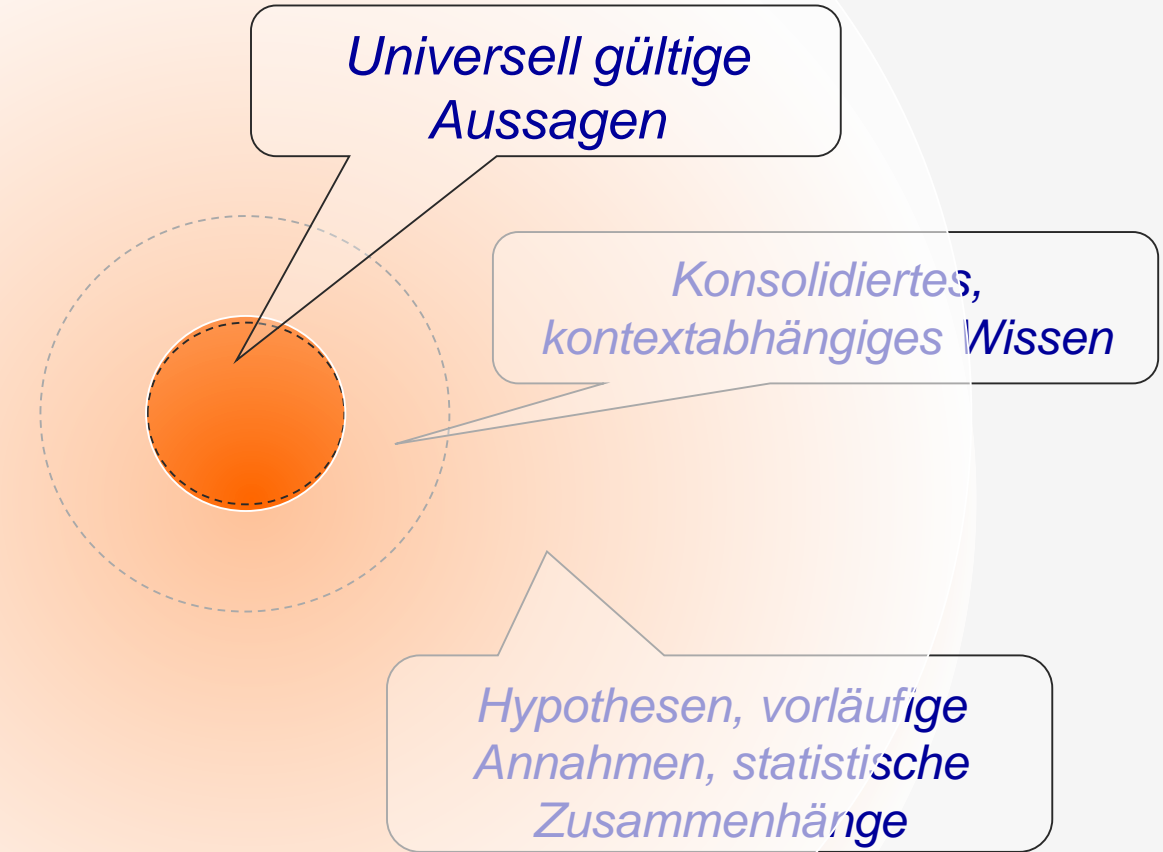 Universell gültige
Aussagen
Konsolidiertes,
kontextabhängiges Wissen
Hypothesen, vorläufige
Annahmen, statistische
Zusammenhänge